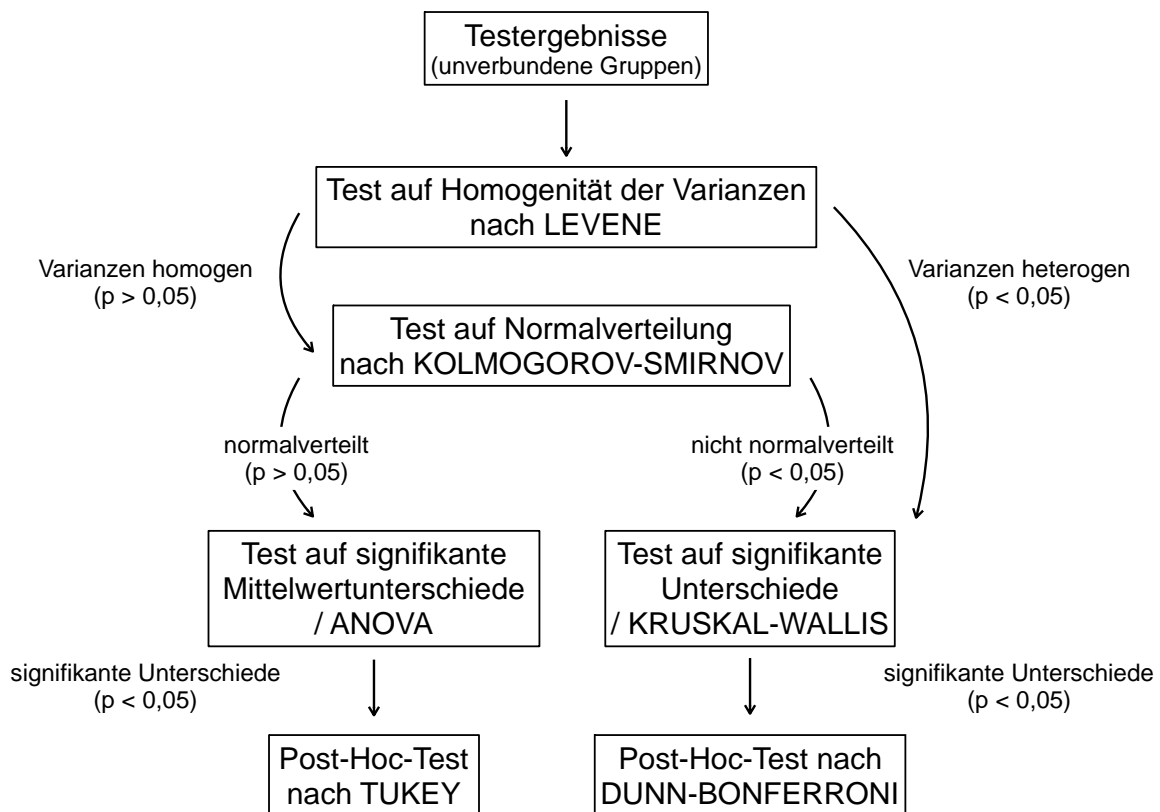 Testergebnisse
(unverbundene Gruppen)
Test auf Homogenität der Varianzen
nach LEVENE
Varianzen homogen
(p > 0,05)
Varianzen heterogen
(p < 0,05)
Test auf Normalverteilung
nach KOLMOGOROV-SMIRNOV
normalverteilt
(p > 0,05)
nicht normalverteilt
(p < 0,05)
Test auf signifikante
Mittelwertunterschiede
/ ANOVA
Test auf signifikante
Unterschiede
/ KRUSKAL-WALLIS
signifikante Unterschiede
(p < 0,05)
signifikante Unterschiede
(p < 0,05)
Post-Hoc-Test
nach TUKEY
Post-Hoc-Test nach
DUNN-BONFERRONI